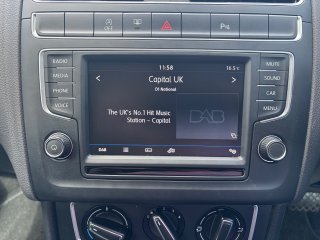 OFF
P
RADIO
MEDIA
PHONE
VOICE
11:58
16.5°C
Capital UK
D1 National
The UK's No.1 Hit Music
Station - Capital
DAB
DAB
MUTE
SOUND
CAR
MENU